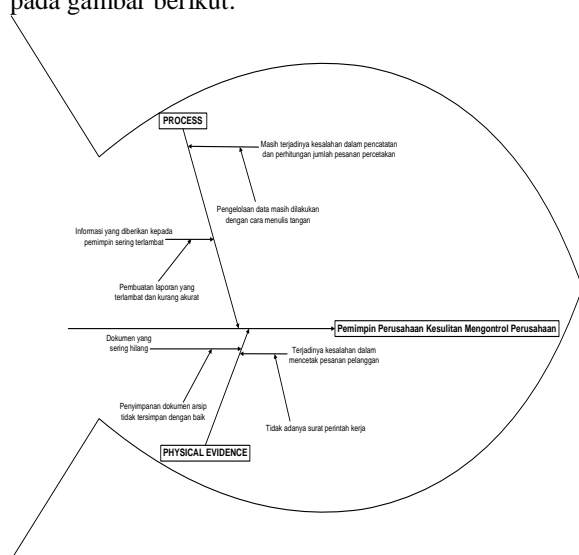 pada gambar berikut.
PROCESS
Masih terjadinya kesalahan dalam pencatatan
dan perhitungan jumlah pesanan percetakan
Pengelolaan data masih dilakukan
dengan cara menulis tangan
Informasi yang diberikan kepada
pemimpin sering terlambat
Pembuatan laporan yang
terlambat dan kurang akurat
Pemimpin Perusahaan Kesulitan Mengontrol Perusahaan
Dokumen yang
sering hilang
Terjadinya kesalahan dalam
mencetak pesanan pelanggan
Penyimpanan dokumen arsip
tidak tersimpan dengan baik
Tidak adanya surat perintah kerja
PHYSICAL EVIDENCE